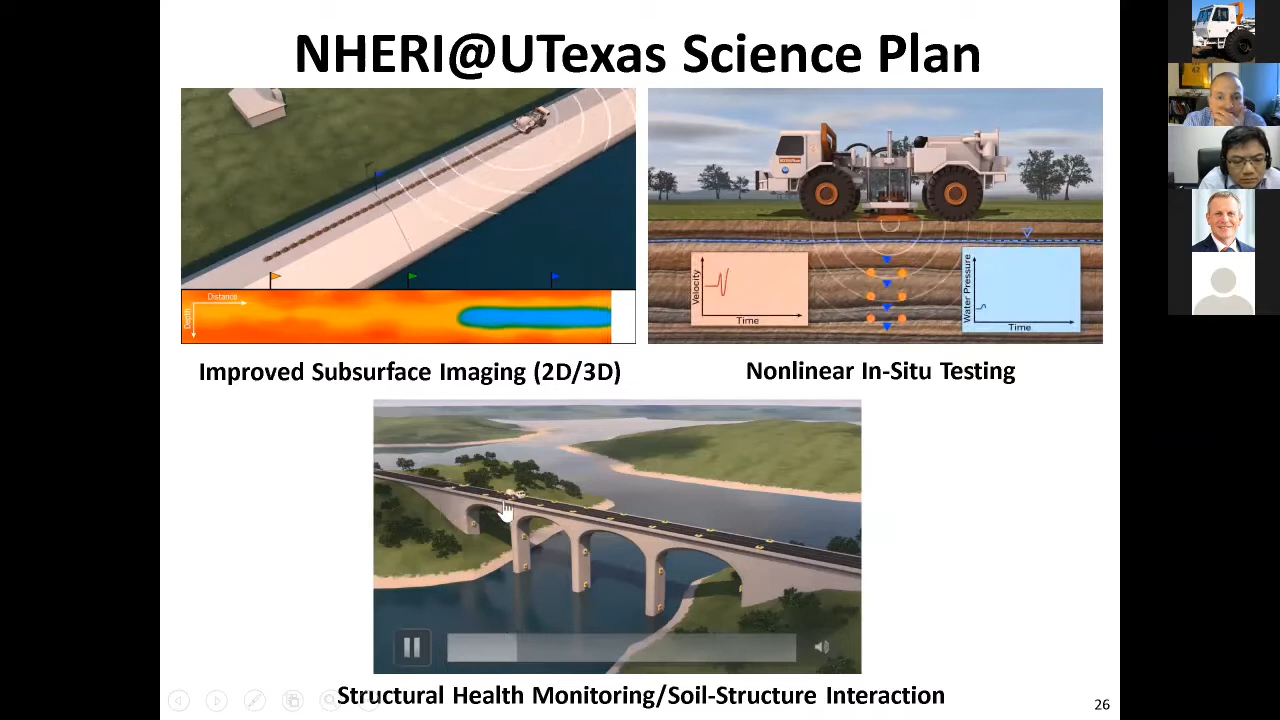 NHERI@UTexas Science Plan
Distance
Depth
Velocity
Time
Water Pressure
Time
Improved Subsurface Imaging (2D/3D)
Nonlinear In-Situ Testing
Structural Health Monitoring/Soil-Structure Interaction
26